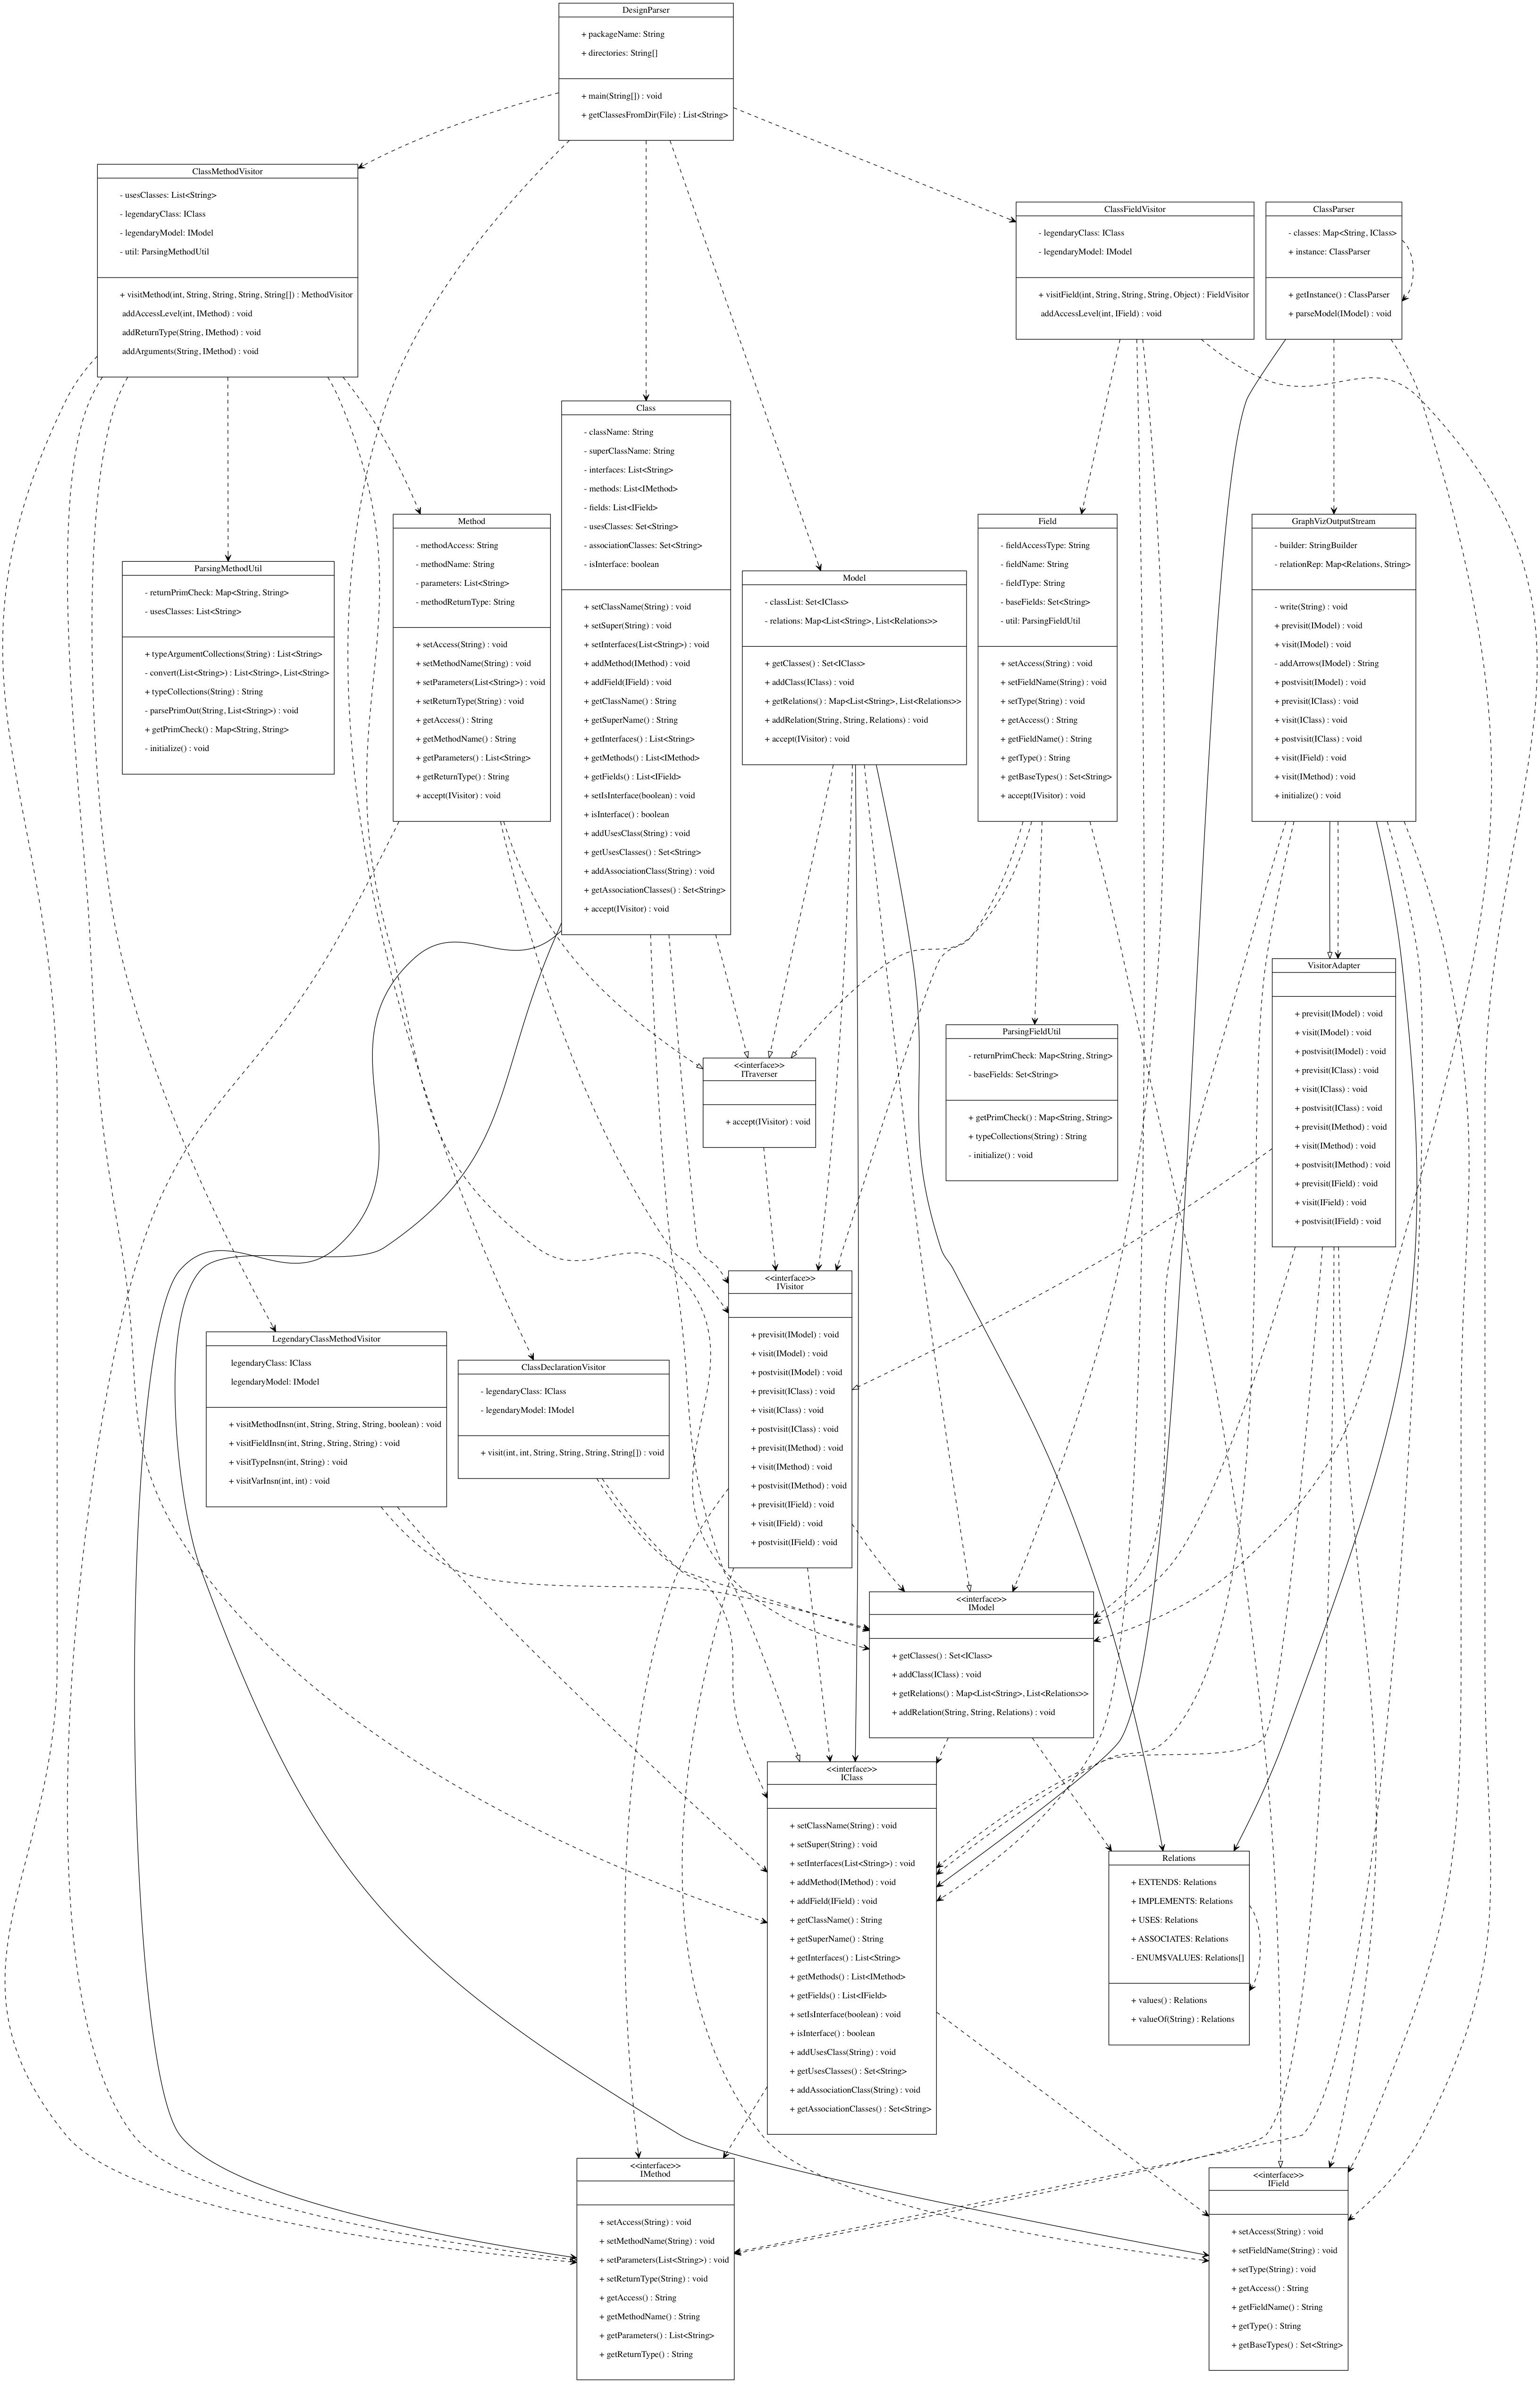 DesignParser
+ packageName: String
+ directories: String[]
+ main(String[]) : void
+ getClassesFromDir(File) : List<String>
ClassMethodVisitor
- usesClasses: List<String>
- legendaryClass: IClass
- legendaryModel: IModel
- util: ParsingMethodUtil
+ visitMethod(int, String, String, String, String[]) : MethodVisitor
addAccessLevel(int, IMethod) : void
addReturnType(String, IMethod) : void
addArguments(String, IMethod) : void
ClassFieldVisitor
- legendaryClass: IClass
- legendaryModel: IModel
+ visitField(int, String, String, String, Object) : FieldVisitor
addAccessLevel(int, IField) : void
ClassParser
- classes: Map<String, IClass>
+ instance: ClassParser
+ getInstance() : ClassParser
+ parseModel(IModel) : void
Class
- className: String
- superClassName: String
- interfaces: List<String>
- methods: List<IMethod>
- fields: List<IField>
- usesClasses: Set<String>
- associationClasses: Set<String>
- isInterface: boolean
+ setClassName(String) : void
+ setSuper(String) : void
+ setInterfaces(List<String>) : void
+ addMethod(IMethod) : void
+ addField(IField) : void
+ getClassName() : String
+ getSuperName() : String
+ getInterfaces() : List<String>
+ getMethods() : List<IMethod>
+ getFields() : List<IField>
+ setIsInterface(boolean) : void
+ isInterface() : boolean
+ addUsesClass(String) : void
+ getUsesClasses() : Set<String>
+ addAssociationClass(String) : void
+ getAssociationClasses() : Set<String>
+ accept(IVisitor) : void
Method
- methodAccess: String
- methodName: String
- parameters: List<String>
- methodReturnType: String
+ setAccess(String) : void
+ setMethodName(String) : void
+ setParameters(List<String>) : void
+ setReturnType(String) : void
+ getAccess() : String
+ getMethodName() : String
+ getParameters() : List<String>
+ getReturnType() : String
+ accept(IVisitor) : void
Field
- fieldAccessType: String
- fieldName: String
- fieldType: String
- baseFields: Set<String>
- util: ParsingFieldUtil
+ setAccess(String) : void
+ setFieldName(String) : void
+ setType(String) : void
+ getAccess() : String
+ getFieldName() : String
+ getType() : String
+ getBaseTypes() : Set<String>
+ accept(IVisitor) : void
GraphVizOutputStream
- builder: StringBuilder
- relationRep: Map<Relations, String>
- write(String) : void
+ previsit(IModel) : void
+ visit(IModel) : void
- addArrows(IModel) : String
+ postvisit(IModel) : void
+ previsit(IClass) : void
+ visit(IClass) : void
+ postvisit(IClass) : void
+ visit(IField) : void
+ visit(IMethod) : void
+ initialize() : void
ParsingMethodUtil
- returnPrimCheck: Map<String, String>
- usesClasses: List<String>
+ typeArgumentCollections(String) : List<String>
- convert(List<String>) : List<String>, List<String>
+ typeCollections(String) : String
- parsePrimOut(String, List<String>) : void
+ getPrimCheck() : Map<String, String>
- initialize() : void
Model
- classList: Set<IClass>
- relations: Map<List<String>, List<Relations>>
+ getClasses() : Set<IClass>
+ addClass(IClass) : void
+ getRelations() : Map<List<String>, List<Relations>>
+ addRelation(String, String, Relations) : void
+ accept(IVisitor) : void
VisitorAdapter
+ previsit(IModel) : void
+ visit(IModel) : void
+ postvisit(IModel) : void
+ previsit(IClass) : void
+ visit(IClass) : void
+ postvisit(IClass) : void
+ previsit(IMethod) : void
+ visit(IMethod) : void
+ postvisit(IMethod) : void
+ previsit(IField) : void
+ visit(IField) : void
+ postvisit(IField) : void
ParsingFieldUtil
- returnPrimCheck: Map<String, String>
- baseFields: Set<String>
+ getPrimCheck() : Map<String, String>
+ typeCollections(String) : String
- initialize() : void
<<interface>>
ITraverser
+ accept(IVisitor) : void
<<interface>>
IVisitor
+ previsit(IModel) : void
+ visit(IModel) : void
+ postvisit(IModel) : void
+ previsit(IClass) : void
+ visit(IClass) : void
+ postvisit(IClass) : void
+ previsit(IMethod) : void
+ visit(IMethod) : void
+ postvisit(IMethod) : void
+ previsit(IField) : void
+ visit(IField) : void
+ postvisit(IField) : void
LegendaryClassMethodVisitor
legendaryClass: IClass
legendaryModel: IModel
+ visitMethodInsn(int, String, String, String, boolean) : void
+ visitFieldInsn(int, String, String, String) : void
+ visitTypeInsn(int, String) : void
+ visitVarInsn(int, int) : void
ClassDeclarationVisitor
- legendaryClass: IClass
- legendaryModel: IModel
+ visit(int, int, String, String, String, String[]) : void
<<interface>>
IModel
+ getClasses() : Set<IClass>
+ addClass(IClass) : void
+ getRelations() : Map<List<String>, List<Relations>>
+ addRelation(String, String, Relations) : void
<<interface>>
IClass
+ setClassName(String) : void
+ setSuper(String) : void
+ setInterfaces(List<String>) : void
+ addMethod(IMethod) : void
+ addField(IField) : void
+ getClassName() : String
+ getSuperName() : String
+ getInterfaces() : List<String>
+ getMethods() : List<IMethod>
+ getFields() : List<IField>
+ setIsInterface(boolean) : void
+ isInterface() : boolean
+ addUsesClass(String) : void
+ getUsesClasses() : Set<String>
+ addAssociationClass(String) : void
+ getAssociationClasses() : Set<String>
Relations
+ EXTENDS: Relations
+ IMPLEMENTS: Relations
+ USES: Relations
+ ASSOCIATES: Relations
- ENUM$VALUES: Relations[]
+ values() : Relations
+ valueOf(String) : Relations
<<interface>>
IMethod
+ setAccess(String) : void
+ setMethodName(String) : void
+ setParameters(List<String>) : void
+ setReturnType(String) : void
+ getAccess() : String
+ getMethodName() : String
+ getParameters() : List<String>
+ getReturnType() : String
<<interface>>
IField
+ setAccess(String) : void
+ setFieldName(String) : void
+ setType(String) : void
+ getAccess() : String
+ getFieldName() : String
+ getType() : String
+ getBaseTypes() : Set<String>